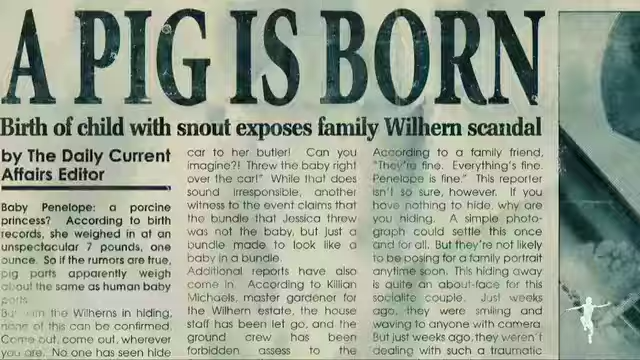 A PIG IS BORN
Birth of child with snout exposes family Wilhern scandal
by The Daily Current
Affairs Editor
Baby Penelope: a porcine
princess? According to birth
records, she weighed in at an
unspectacular 7 pounds, one
ounce. So if the rumors are true,
pig parts apparently weigh
about the same as human baby
parts.
But with the Wilherns in hiding,
none of this can be confirmed.
Come out, come out, wherever
you are. No one has seen hide
car to her butler! Can you
imagine?! Threw the baby right
over the car!" While that does
sound irresponsible, another
witness to the event claims that
the bundle that Jessica threw
was not the baby, but just a
bundle made to look like a
baby in a bundle.
Additional reports have also
come in. According to Killian
Michaels, master gardener for
the Wilhern estate, the house
staff has been let go, and the
ground crew has been
forbidden assess to the
According to a family friend,
"They're fine. Everything's fine.
Penelope is fine." This reporter
isn't so sure, however. If you
have nothing to hide, why are
you hiding. A simple photo-
graph could settle this once
and for all. But they're not likely
to be posing for a family portrait
anytime soon. This hiding away
is quite an about-face for this
socialite couple. Just weeks
ago, they were smiling and
waving to anyone with camera.
But just weeks ago, they weren't
dealing with such a traumatic